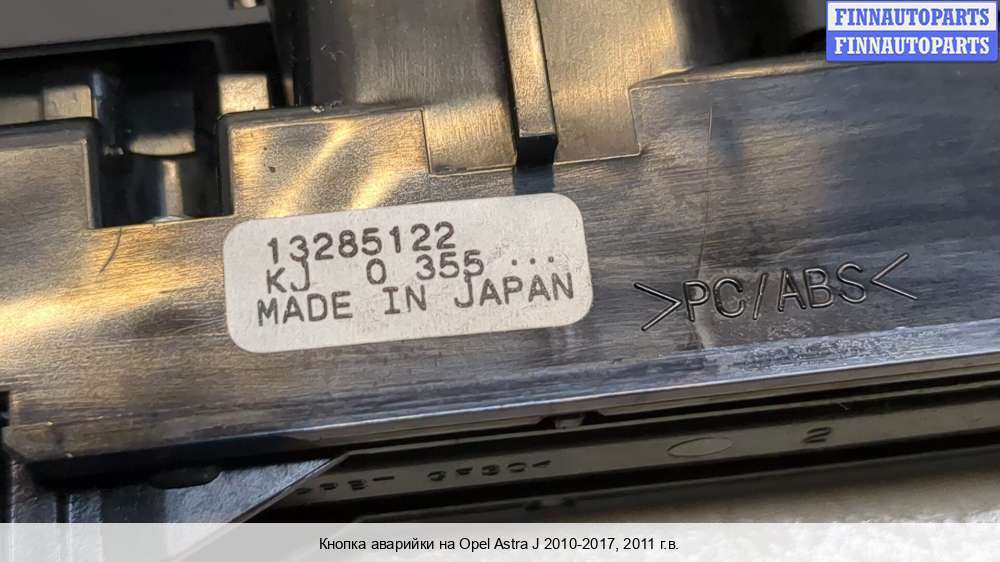 FINNAUTOPARTS
FINNAUTOPARTS
13285122
KJ 0 355 ...
MADE IN JAPAN
>PC/ABS<
2
Кнопка аварийки на Opel Astra J 2010-2017, 2011 г.в.